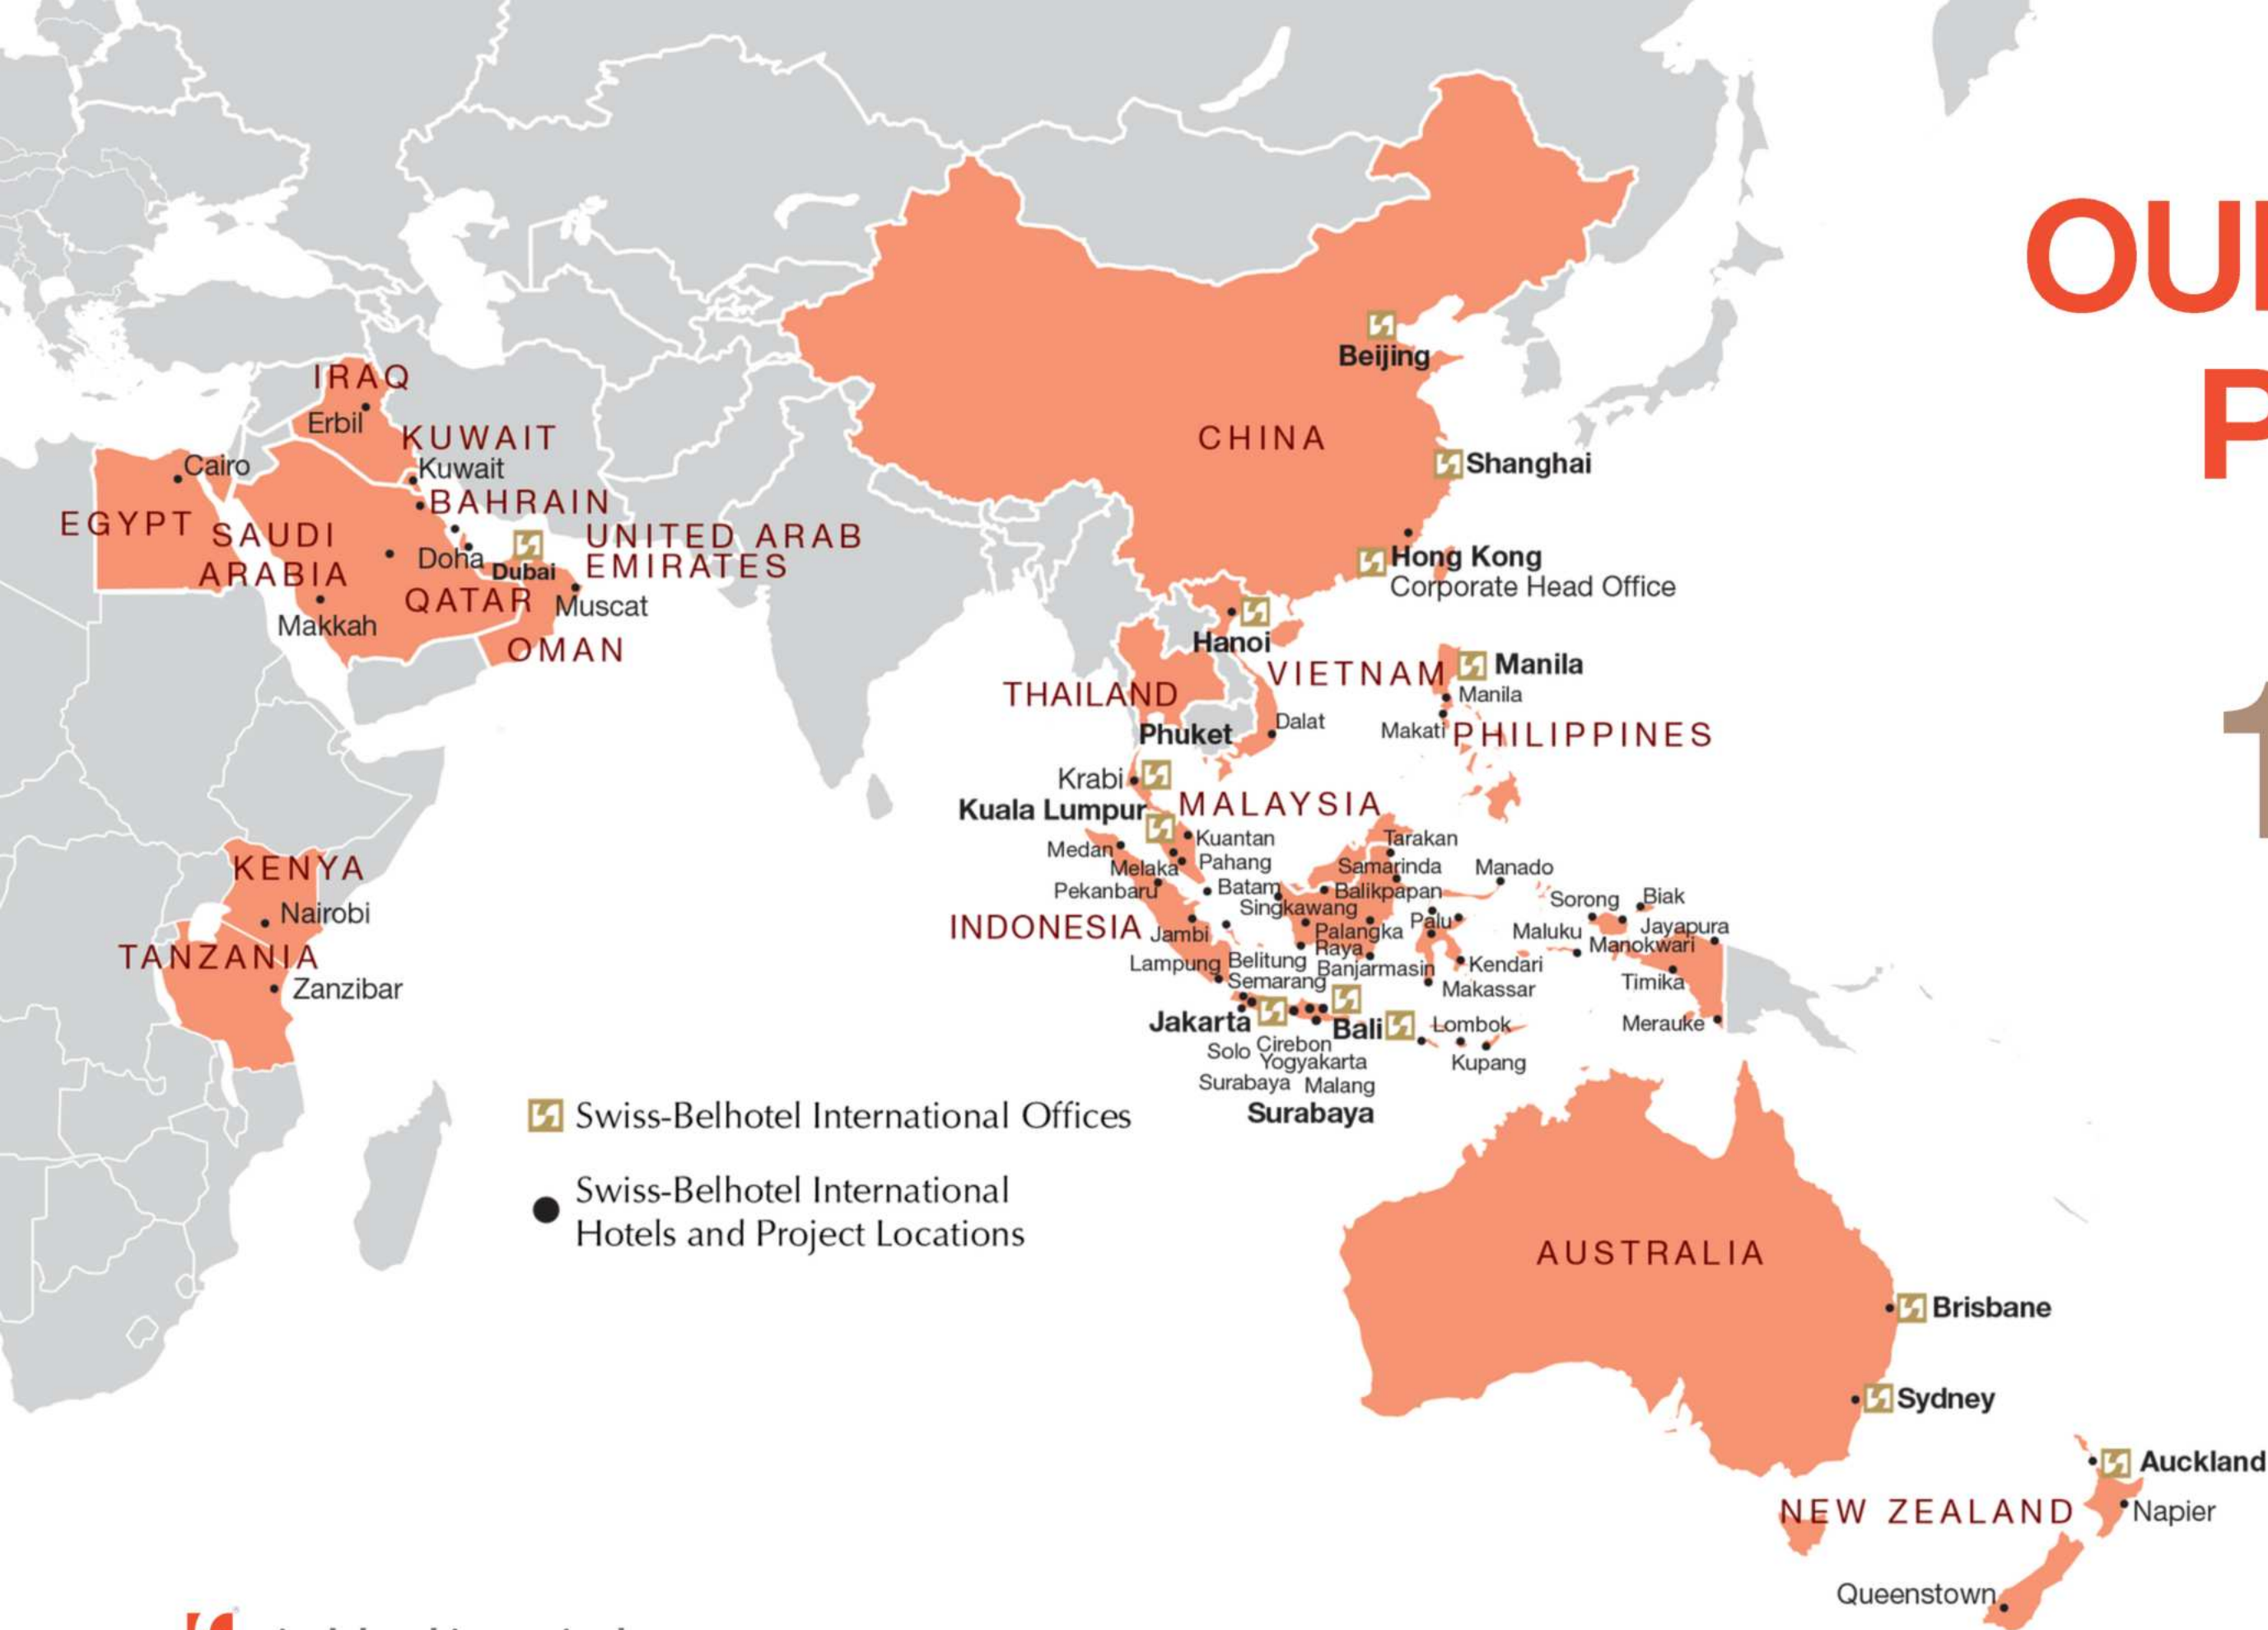 OU
P
IRAQ
Erbil
KUWAIT
Kuwait
Cairo
BAHRAIN
EGYPT
SAUDI
ARABIA
UNITED ARAB
EMIRATES
Doha
Dubai
QATAR
Muscat
Makkah
OMAN
Beijing
CHINA
Shanghai
Hong Kong
Corporate Head Office
Hanoi
VIETNAM
Manila
Manila
THAILAND
Dalat
Makati
PHILIPPINES
Phuket
Krabi
Kuala Lumpur
MALAYSIA
Kuantan
Tarakan
Medan
Melaka
Pahang
Samarinda
Manado
Pekanbaru
Batam
Balikpapan
Sorong
Biak
Singkawang
INDONESIA
Jambi
Palangka
Raya
Palu
Maluku
Jayapura
Manokwari
Lampung
Belitung
Banjarmasin
Kendari
Semarang
Makassar
Timika
Jakarta
Bali
Lombok
Merauke
Solo
Cirebon
Yogyakarta
Kupang
Surabaya
Malang
Surabaya
KENYA
Nairobi
TANZANIA
Zanzibar
Swiss-Belhotel International Offices
Swiss-Belhotel International
Hotels and Project Locations
AUSTRALIA
Brisbane
Sydney
Auckland
NEW ZEALAND
Napier
Queenstown